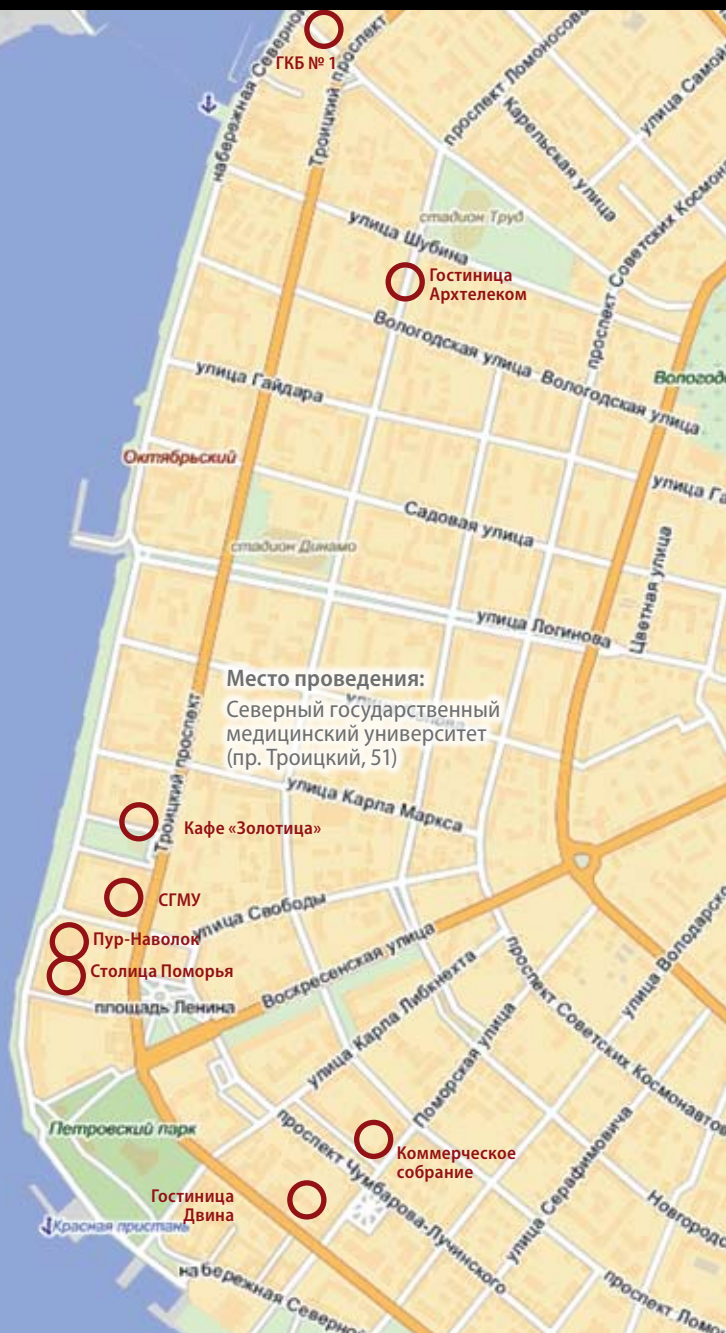 набережная Северной
ГКБ № 1
Троицкий проспект
проспект Ломоносова
улица Самой
Карельская улица
стадион Труд
улица Шубина
проспект Советских Космона
Гостиница
Архтелеком
Вологодская улица
Вологодская улица
Вологодс
улица Гайдара
Октябрьский
улица Га
Садовая улица
стадион Динамо
Цветная улица
улица Логинова
Место проведения:
Северный государственный
медицинский университет
(пр. Троицкий, 51)
Троицкий проспект
улица Карла Маркса
Кафе «Золотица»
СГМУ
улица Свободы
Пур-Наволок
Столица Поморья
Воскресенская улица
площадь Ленина
улица Володарско
улица Карла Либкнехта
проспект Советских Космонавтов
Поморская улица
Петровский парк
проспект Чумбарова-Лучинского
Коммерческое
собрание
улица Серафимовича
Гостиница
Двина
Новгородс
Красная пристань
набережная Северно
проспект Ломо